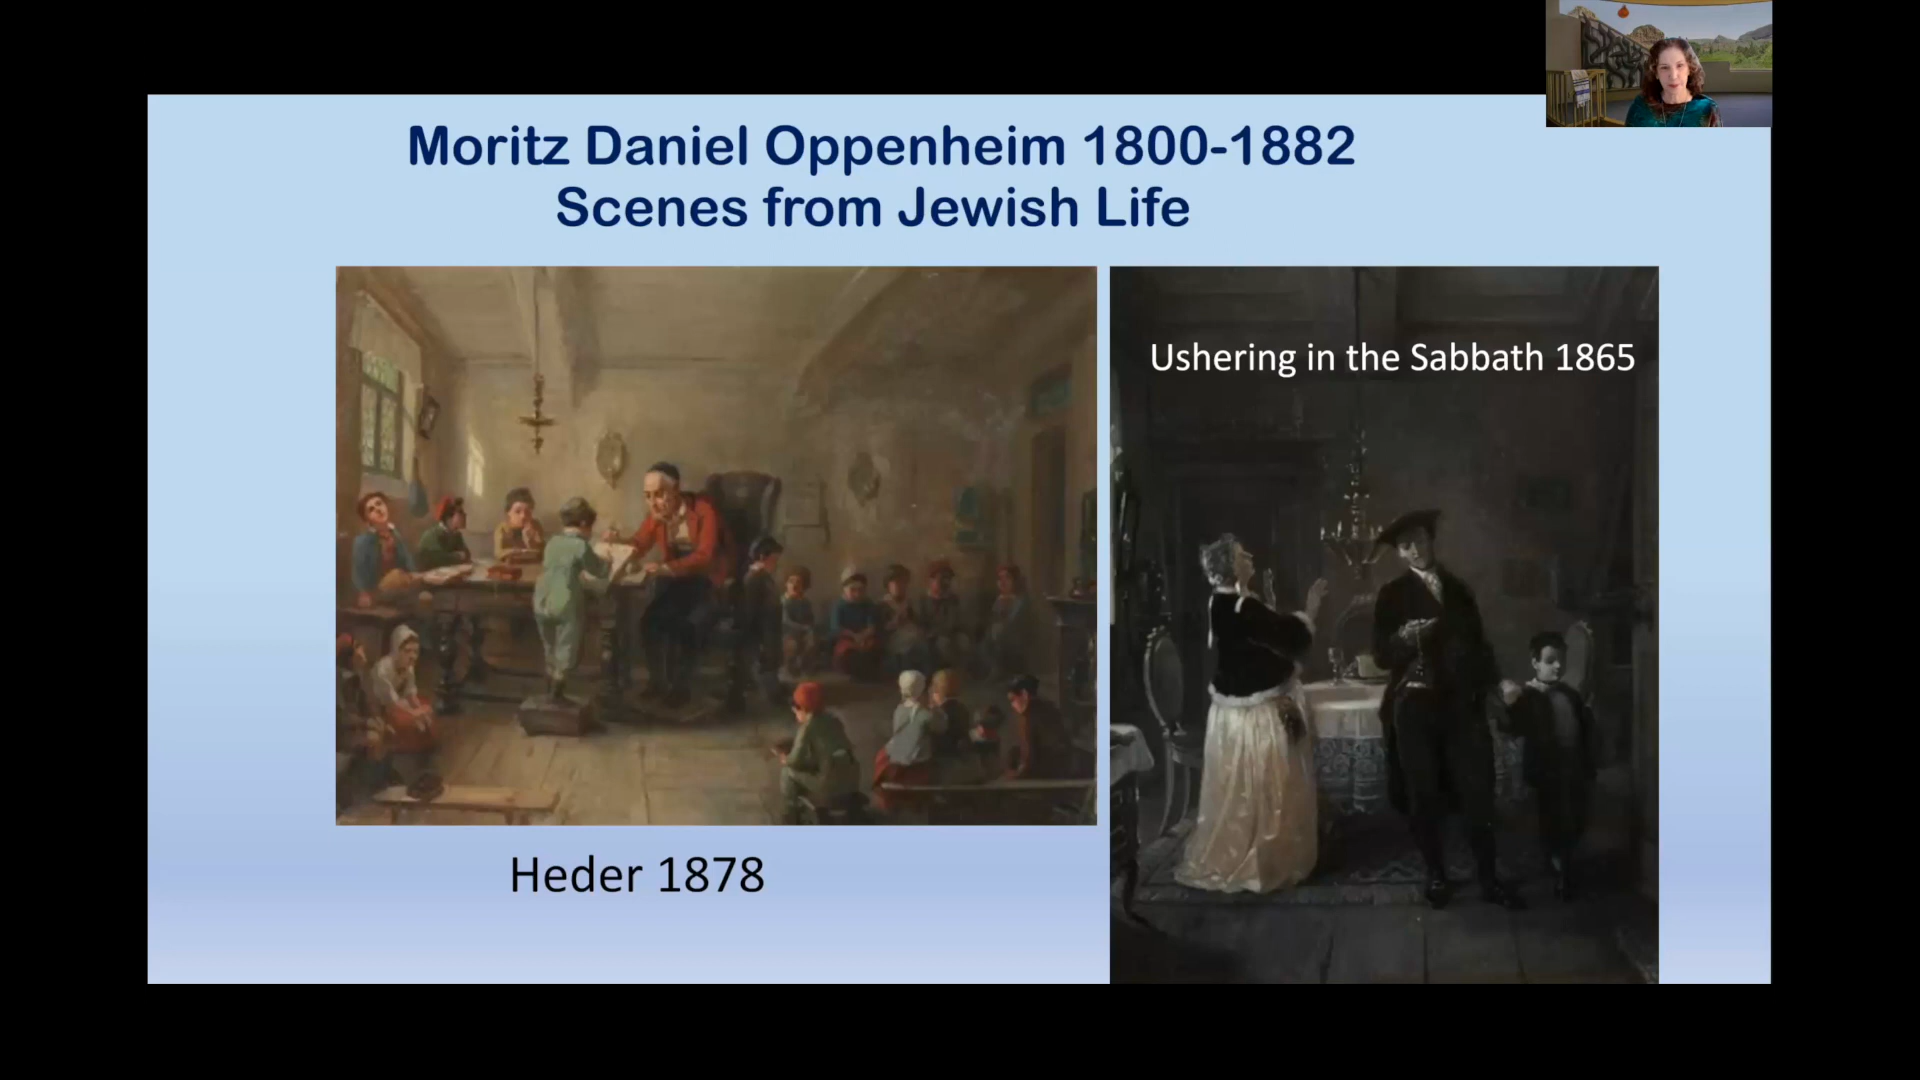 Moritz Daniel Oppenheim 1800-1882
Scenes from Jewish Life
Ushering in the Sabbath 1865
Heder 1878